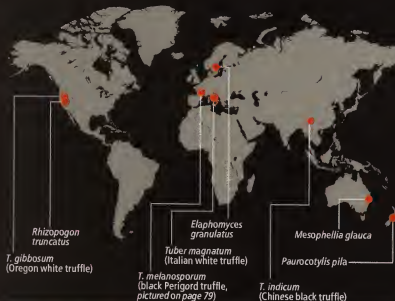 Rhizopogon
truncatus
T. gibbosum
(Oregon white truffle)
Elaphomyces
granulatus
Tuber magnatum
(Italian white truffle)
T. melanosporum
(black Perigord truffle,
pictured on page 79)
Mesophellia glauca
Paurocotylis pila
T. indicum
(Chinese black truffle)